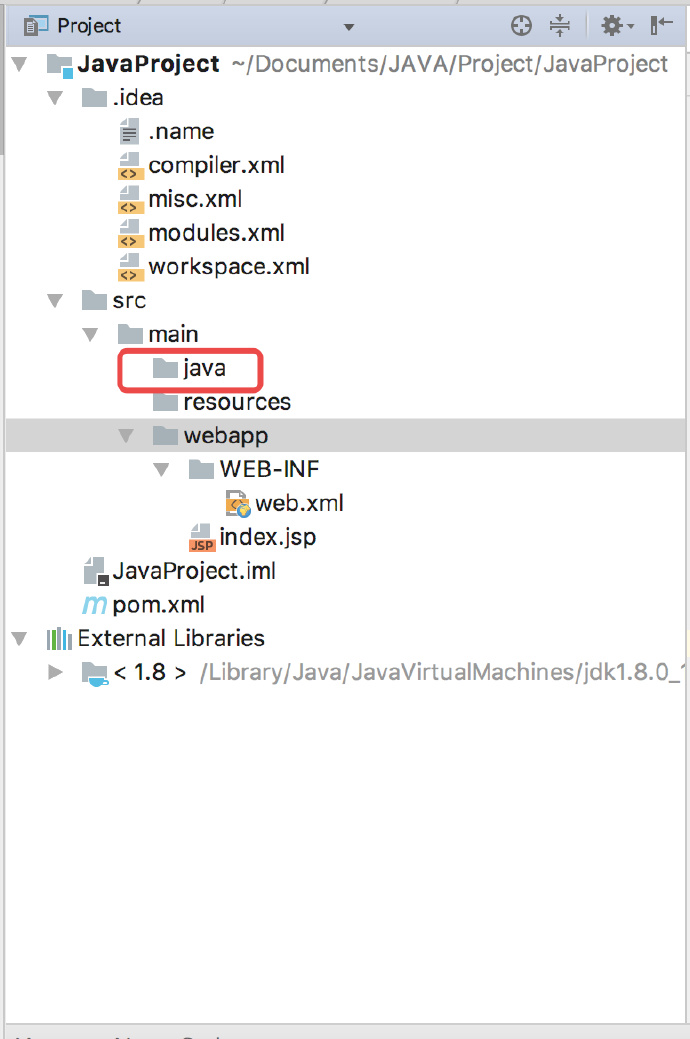 Project
JavaProject ~/Documents/JAVA/Project/JavaProject
.idea
.name
compiler.xml
misc.xml
modules.xml
workspace.xml
src
main
java
resources
webapp
WEB-INF
web.xml
JSP index.jsp
JavaProject.iml
m pom.xml
External Libraries
< 1.8 > /Library/Java/JavaVirtualMachines/jdk1.8.0_